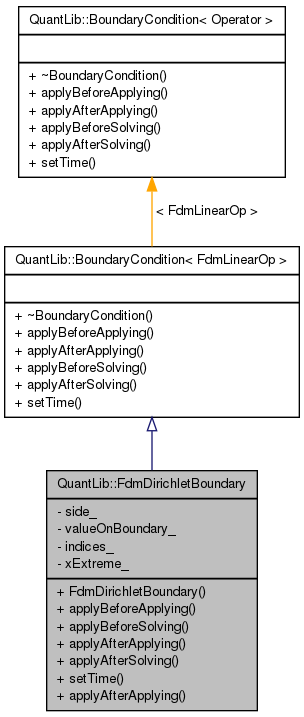 QuantLib::BoundaryCondition< Operator >
+ ~BoundaryCondition()
+ applyBeforeApplying()
+ applyAfterApplying()
+ applyBeforeSolving()
+ applyAfterSolving()
+ setTime()
< FdmLinearOp >
QuantLib::BoundaryCondition< FdmLinearOp >
+ ~BoundaryCondition()
+ applyBeforeApplying()
+ applyAfterApplying()
+ applyBeforeSolving()
+ applyAfterSolving()
+ setTime()
QuantLib::FdmDirichletBoundary
- side_
- valueOnBoundary_
- indices_
- xExtreme_
+ FdmDirichletBoundary()
+ applyBeforeApplying()
+ applyBeforeSolving()
+ applyAfterApplying()
+ applyAfterSolving()
+ setTime()
+ applyAfterApplying()